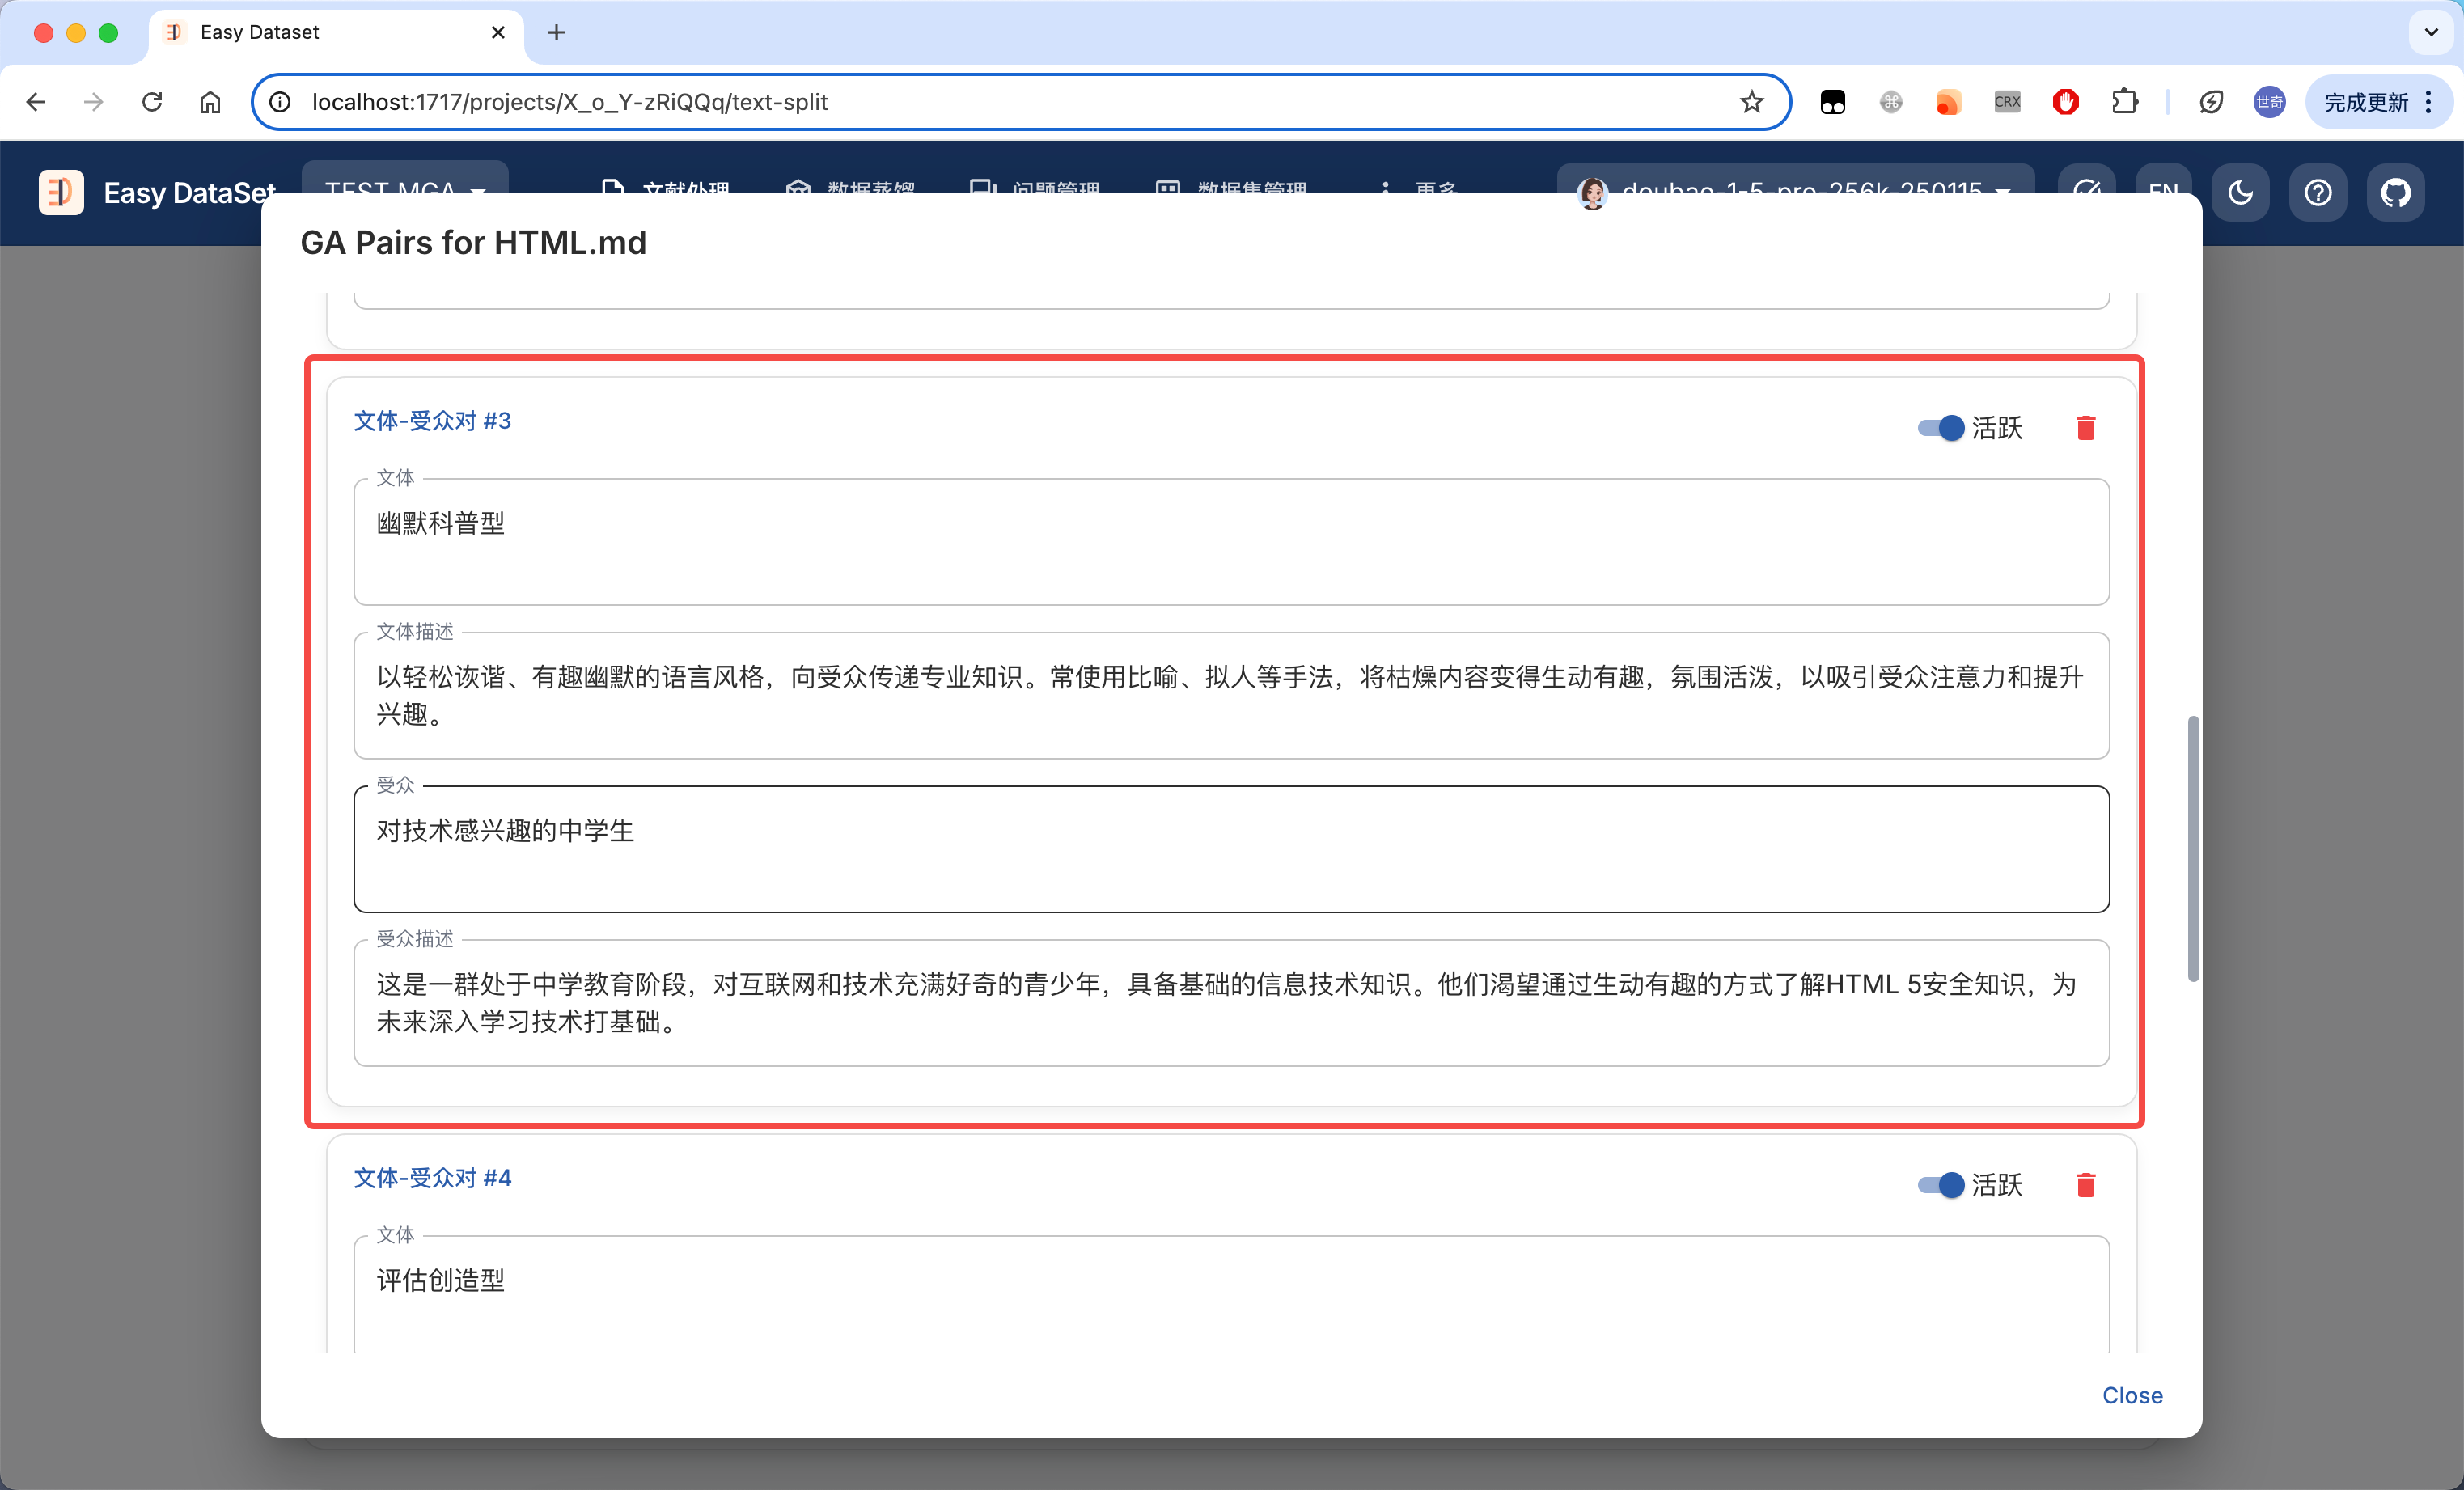 Easy Dataset
localhost:1717/projects/X_o_Y-zRiQQq/text-split
CRX
世奇
完成更新
Easy DataSet
TEST-MGA
文献处理
数据蒸馏
问题管理
数据集管理
更多
doubao-1-5-pro-256k-250115
EN
GA Pairs for HTML.md
文体-受众对 #3
活跃
文体
幽默科普型
文体描述
以轻松诙谐、有趣幽默的语言风格，向受众传递专业知识。常使用比喻、拟人等手法，将枯燥内容变得生动有趣，氛围活泼，以吸引受众注意力和提升
兴趣。
受众
对技术感兴趣的中学生
受众描述
这是一群处于中学教育阶段，对互联网和技术充满好奇的青少年，具备基础的信息技术知识。他们渴望通过生动有趣的方式了解HTML 5安全知识，为
未来深入学习技术打基础。
文体-受众对 #4
活跃
文体
评估创造型
Close